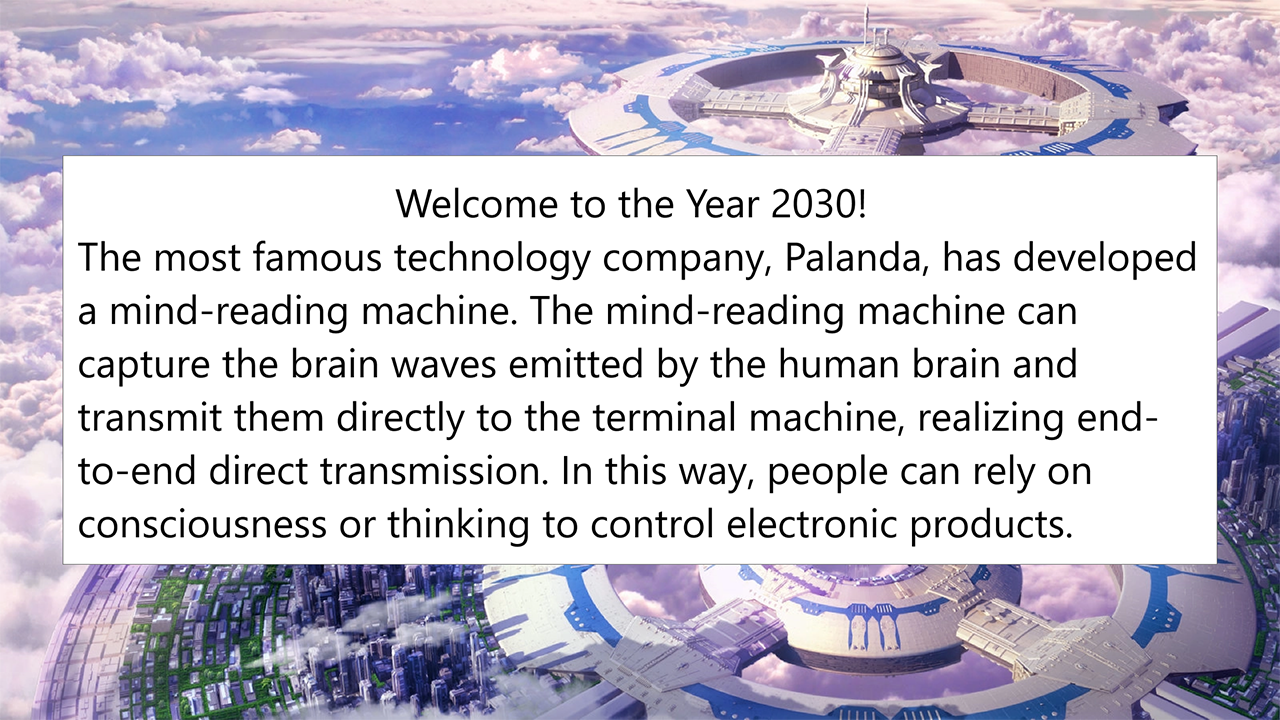 Welcome to the Year 2030!
The most famous technology company, Palanda, has developed
a mind-reading machine. The mind-reading machine can
capture the brain waves emitted by the human brain and
transmit them directly to the terminal machine, realizing end-
to-end direct transmission. In this way, people can rely on
consciousness or thinking to control electronic products.